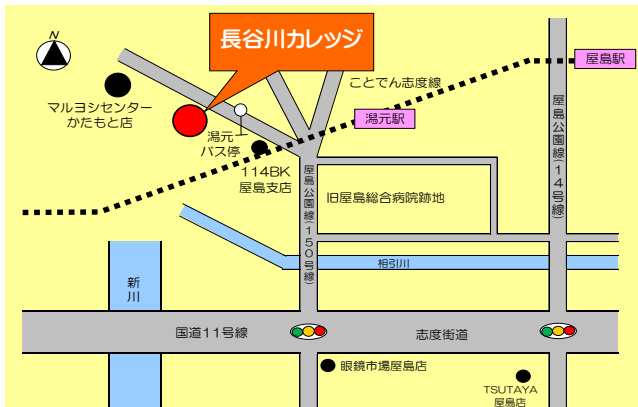 N
長谷川カレッジ
屋島駅
ことでん志度線
マルヨシセンター
かたもと店
潟元駅
潟元
バス停
114BK
屋島支店
屋島公園線(14号線)
屋島公園線(150号線)
旧屋島総合病院跡地
相引川
新
川
国道11号線
志度街道
眼鏡市場屋島店
TSUTAYA
屋島店